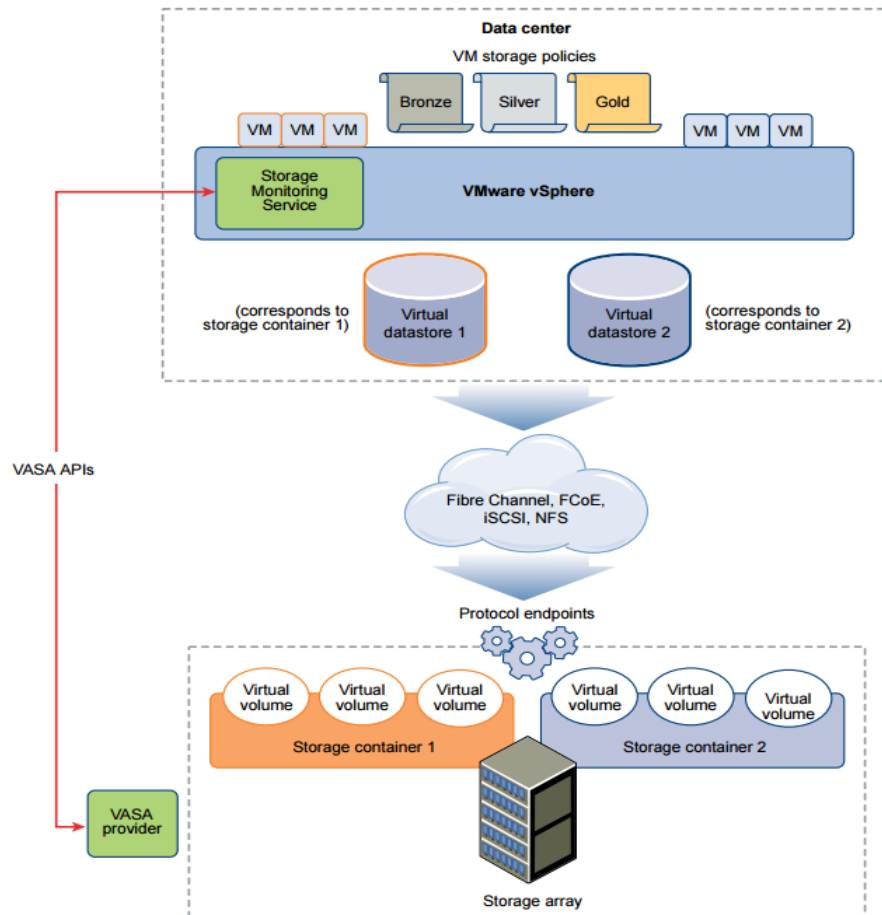 Data center
VM storage policies
Bronze
Silver
Gold
VM VM VM
VM VM VM
Storage
Monitoring
Service
VMware vSphere
(corresponds to
storage container 1)
Virtual
datastore 1
Virtual
datastore 2
(corresponds to
storage container 2)
VASA APIs
Fibre Channel, FCoE,
iSCSI, NFS
Protocol endpoints
Virtual
volume
Virtual
volume
Virtual
volume
Storage container 1
Virtual
volume
Virtual
volume
Virtual
volume
Storage container 2
VASA
provider
Storage array